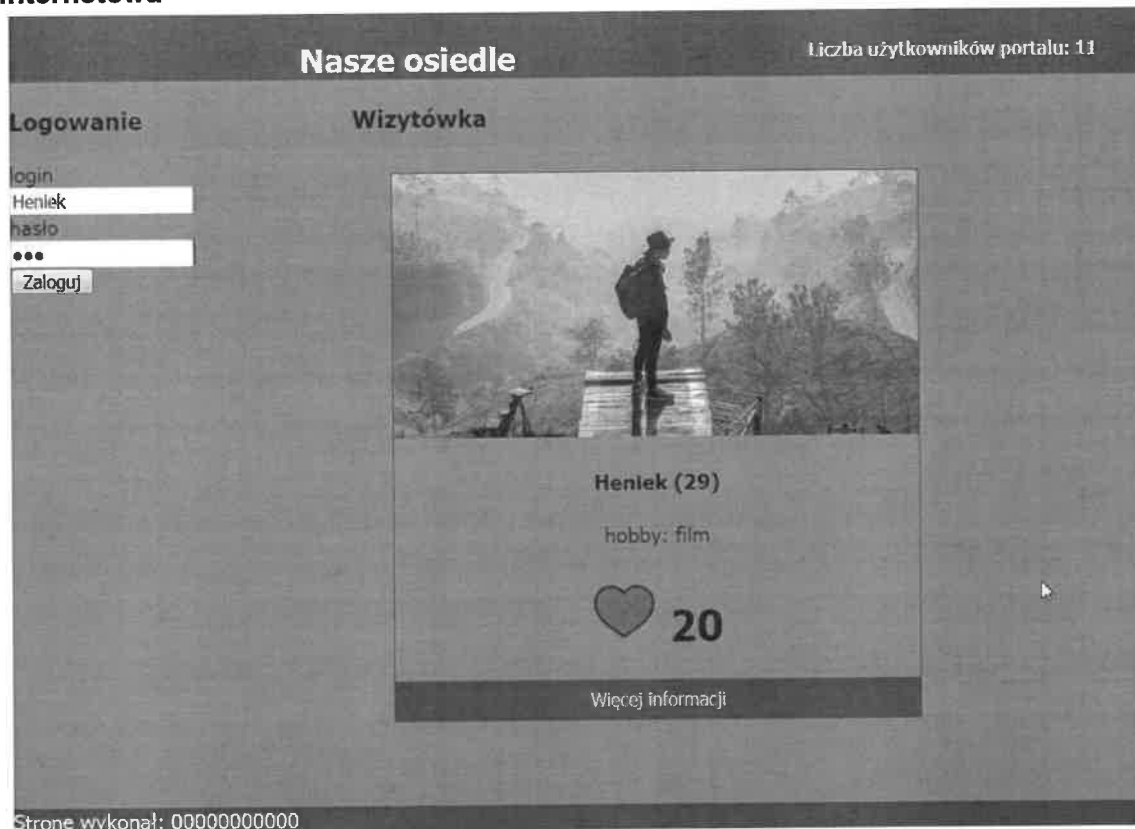 internetowa
Nasze osiedle
Liczba użytkowników portalu: 11
Logowanie
Wizytówka
login
Heniek
hasło
●●●
Zaloguj
Heniek (29)
hobby: film
20
Więcej informacji
Stronę wykonał: 00000000000